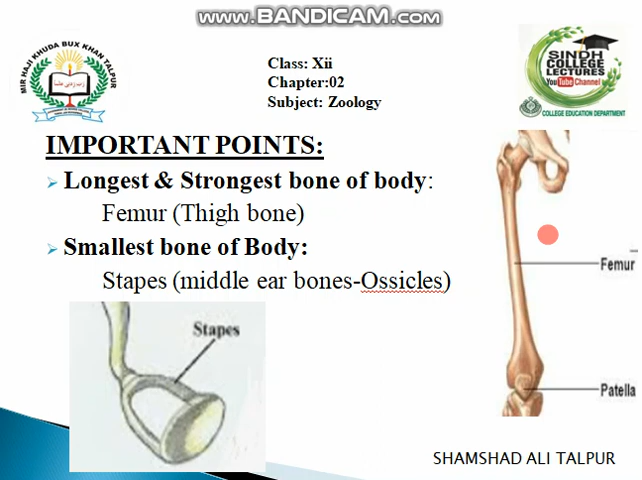 www.BANDICAM.com
MIR HAJI KHUDA BUX KHAN TALPUR
Class: Xii
Chapter:02
Subject: Zoology
SINDH
COLLEGE
LECTURES
YouTube Channel
COLLEGE EDUCATION DEPARTMENT
IMPORTANT POINTS:
➢ Longest & Strongest bone of body:
Femur (Thigh bone)
➢ Smallest bone of Body:
Stapes (middle ear bones-Ossicles)
Stapes
Femur
Patella
SHAMSHAD ALI TALPUR